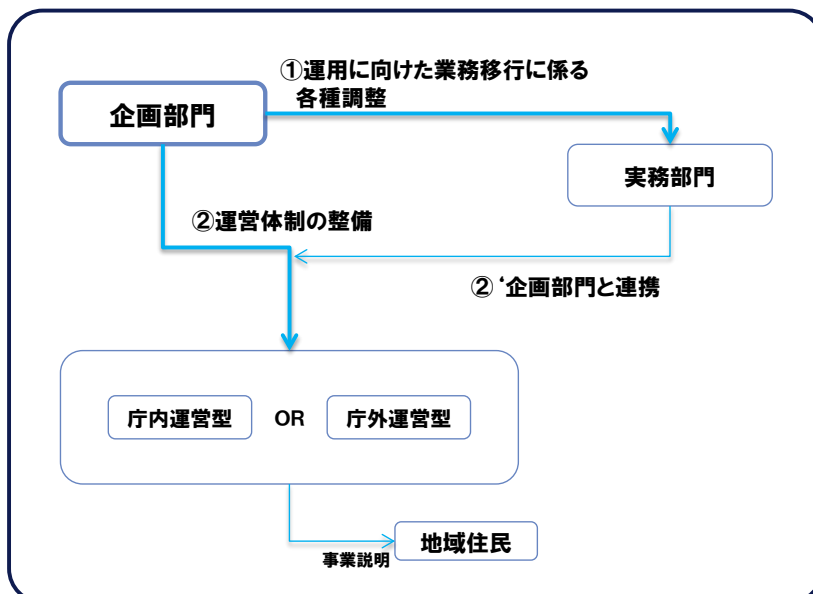 ①運用に向けた業務移行に係る
各種調整
企画部門
実務部門
②運営体制の整備
②‘企画部門と連携
庁内運営型
OR
庁外運営型
地域住民
事業説明